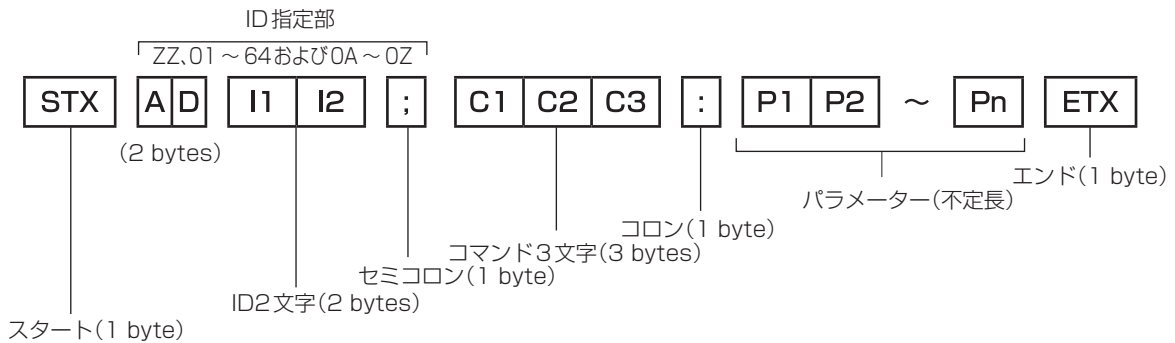 ID指定部
ZZ、01～64および0A～0Z
STX A D I1 I2 ; C1 C2 C3 : P1 P2 ～ Pn ETX
(2 bytes)
エンド(1 byte)
パラメーター(不定長)
コロン(1 byte)
コマンド3文字(3 bytes)
セミコロン(1 byte)
ID2文字(2 bytes)
スタート(1 byte)